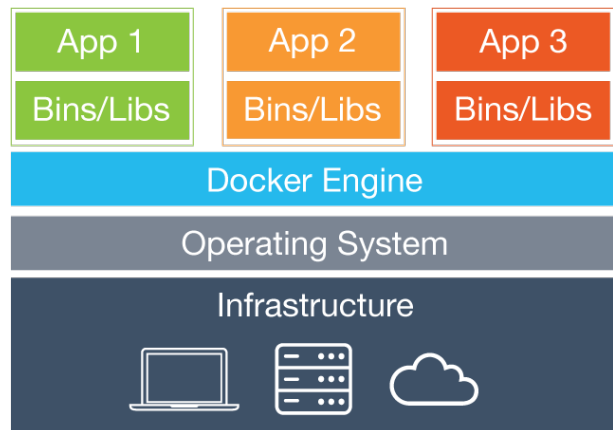 App 1
App 2
App 3
Bins/Libs
Bins/Libs
Bins/Libs
Docker Engine
Operating System
Infrastructure